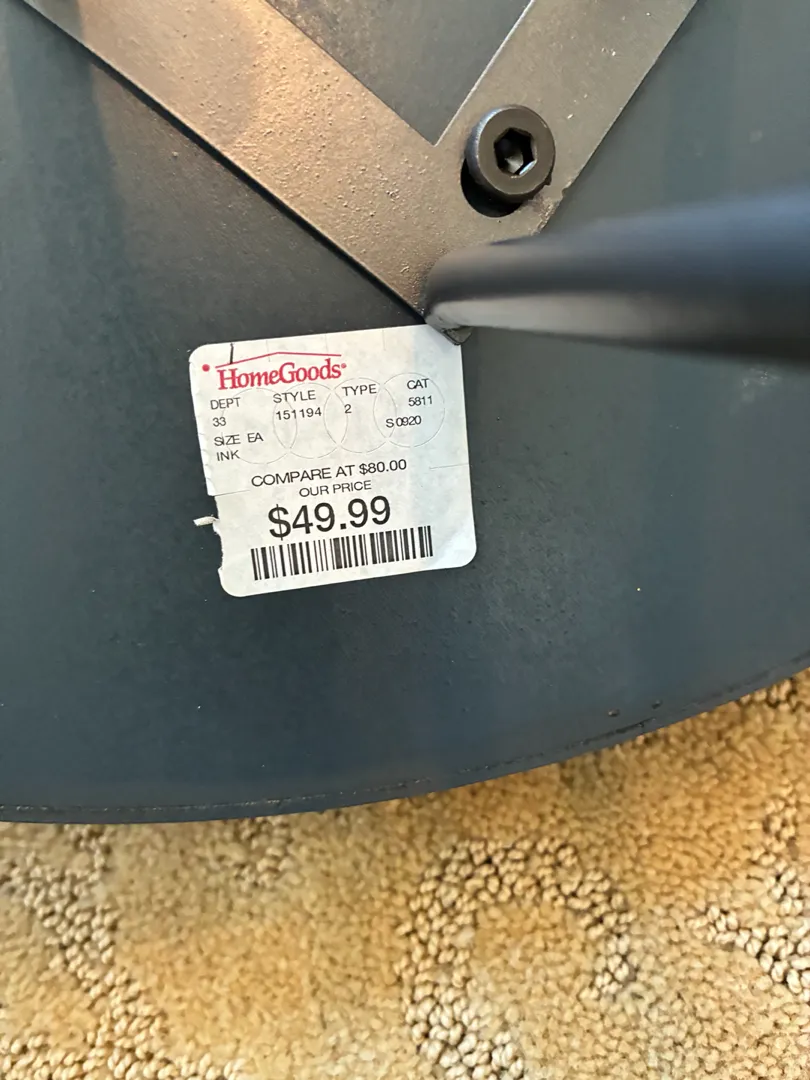 HomeGoods®
DEPT STYLE TYPE CAT
33 151194 2 5811
SIZE EA S0920
INK
COMPARE AT $80.00
OUR PRICE
$49.99